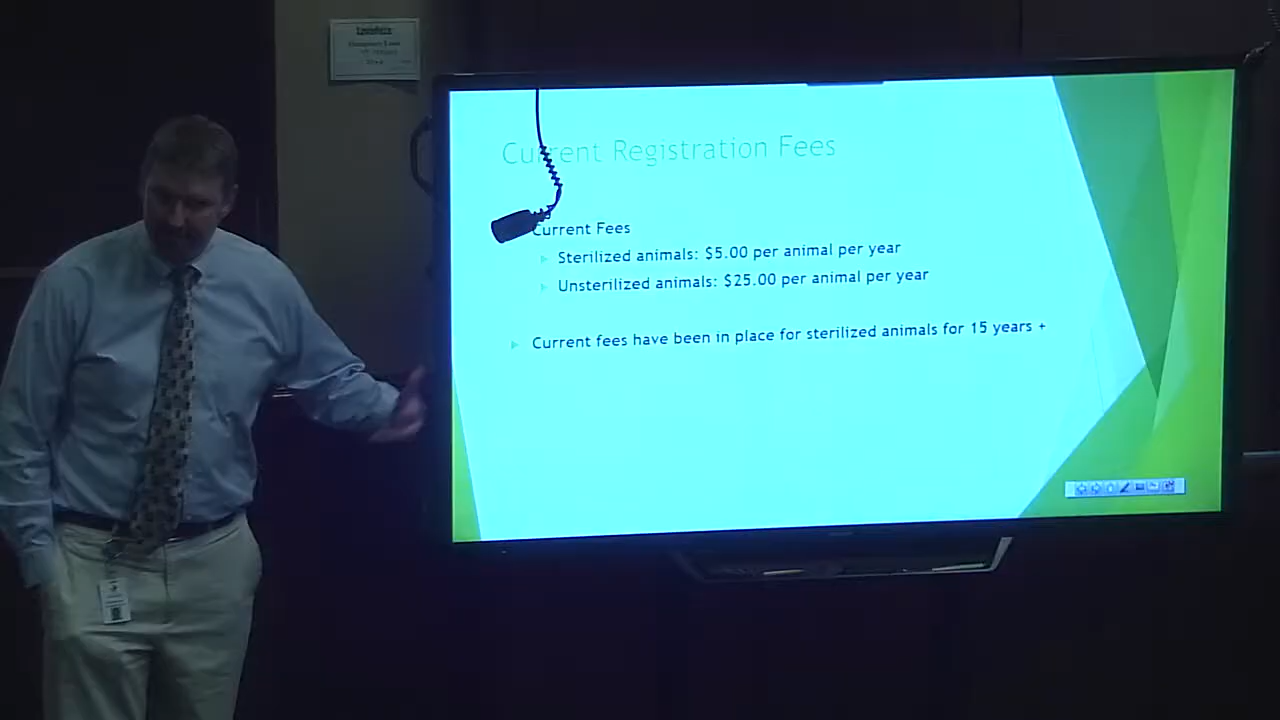 Current Registration Fees
Current Fees
Sterilized animals: $5.00 per animal per year
Unsterilized animals: $25.00 per animal per year
Current fees have been in place for sterilized animals for 15 years +